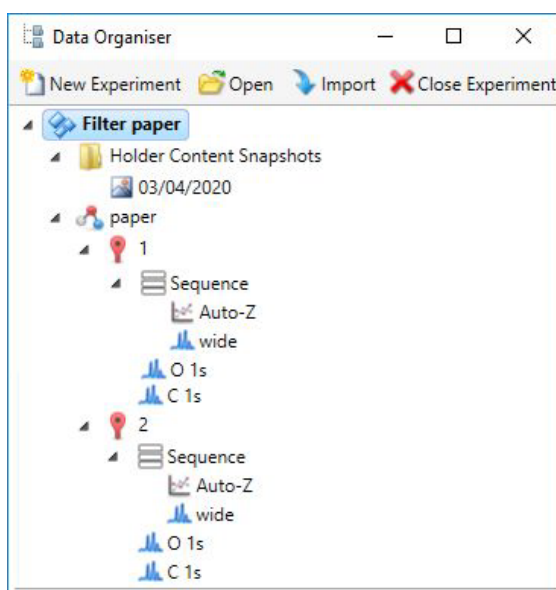 Data Organiser
New Experiment Open Import Close Experiment
Filter paper
Holder Content Snapshots
03/04/2020
paper
1
Sequence
Auto-Z
wide
O 1s
C 1s
2
Sequence
Auto-Z
wide
O 1s
C 1s